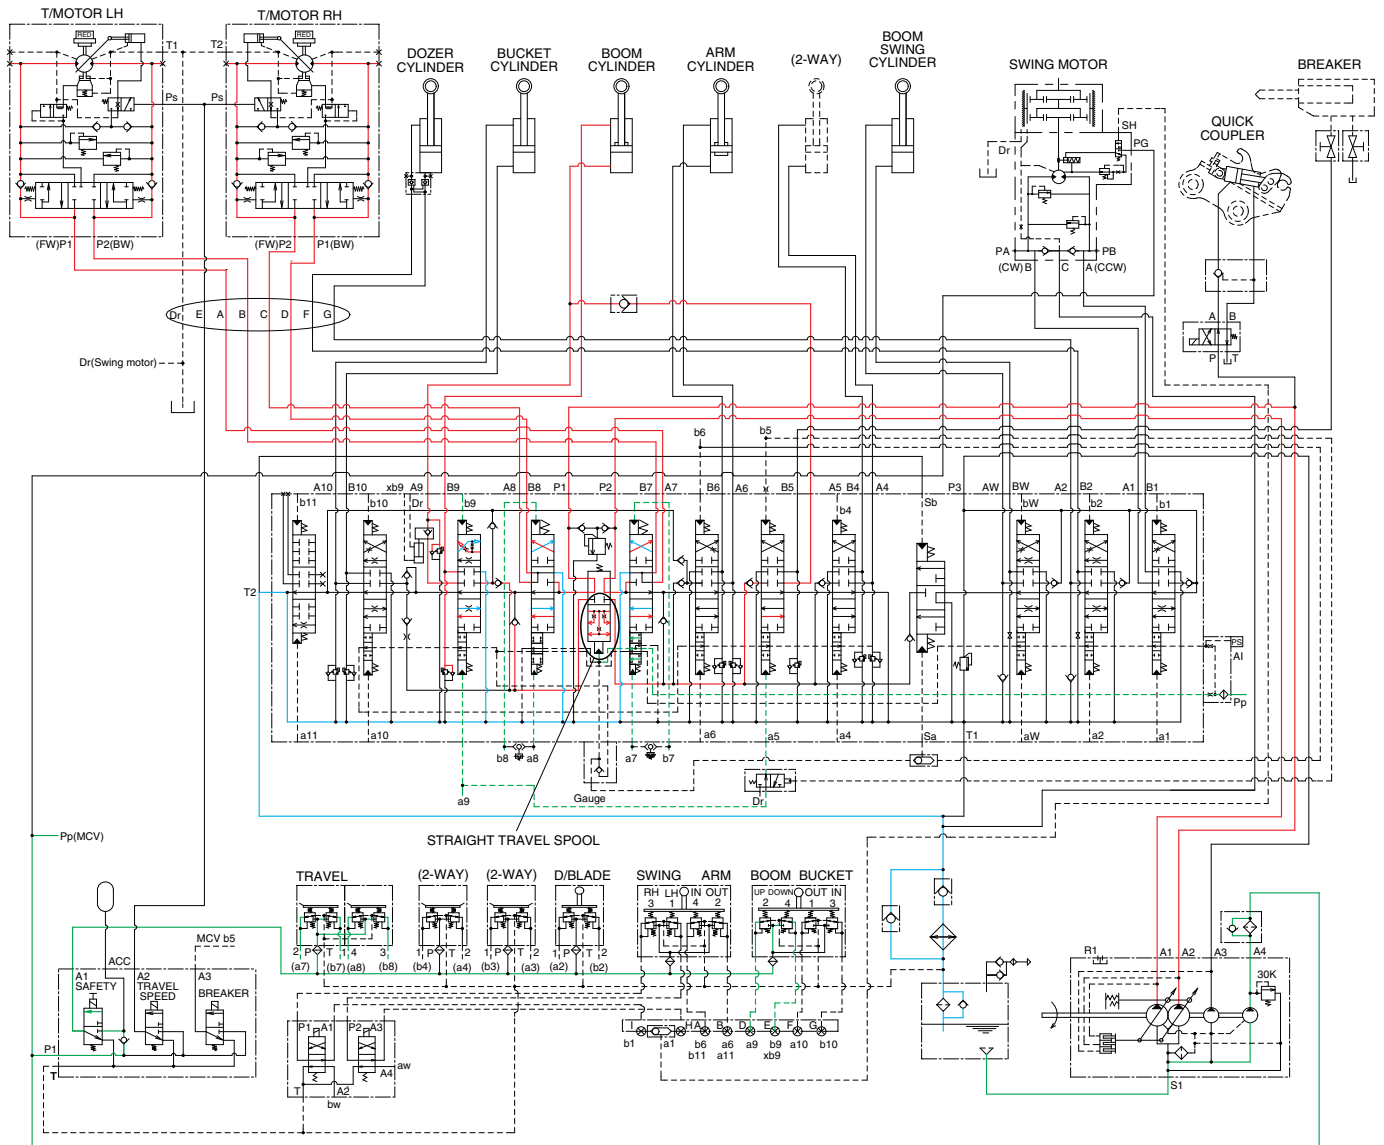 T/MOTOR LH
T/MOTOR RH
RED
RED
T1
T2
Ps
Ps
(FW)P1
P2(BW)
(FW)P2
P1(BW)
DOZER
CYLINDER
BUCKET
CYLINDER
BOOM
CYLINDER
ARM
CYLINDER
(2-WAY)
BOOM
SWING
CYLINDER
SWING MOTOR
BREAKER
QUICK
COUPLER
SH
PG
Dr
PA
PB
(CW) B
C
A (CCW)
A
B
P
T
Dr
E
A
B
C
D
F
G
Dr(Swing motor)
b6
b5
A10
B10
xb9
A9
B9
A8
B8
P1
P2
B7
A7
B6
A6
B5
A5
B4
A4
P3
AW
BW
A2
B2
A1
B1
b11
b10
Dr
b9
b4
Sb
bW
b2
b1
T2
PS
AI
Pp
a11
a10
b8
a8
a7
b7
a6
a5
a4
Sa
T1
aW
a2
a1
Gauge
a9
Dr
STRAIGHT TRAVEL SPOOL
Pp(MCV)
TRAVEL
(2-WAY)
(2-WAY)
D/BLADE
SWING
ARM
BOOM
BUCKET
RH LH IN OUT
3 1 4 2
UP DOWN OUT IN
2 4 1 3
2 P T 1 4 3
(a7) (b7) (a8) (b8)
1 P T 2
(b4) (a4)
1 P T 2
(b3) (a3)
1 P T 2
(a2) (b2)
MCV b5
ACC
A1
SAFETY
A2
TRAVEL
SPEED
A3
BREAKER
P1
T
P1 A1 P2 A3
A4
aw
T
A2
bw
I H A B D E F G
b1 a1 b6 a6 a9 b9 a10 b10
b11 a11 xb9
R1
A1
A2
A3
A4
30K
S1